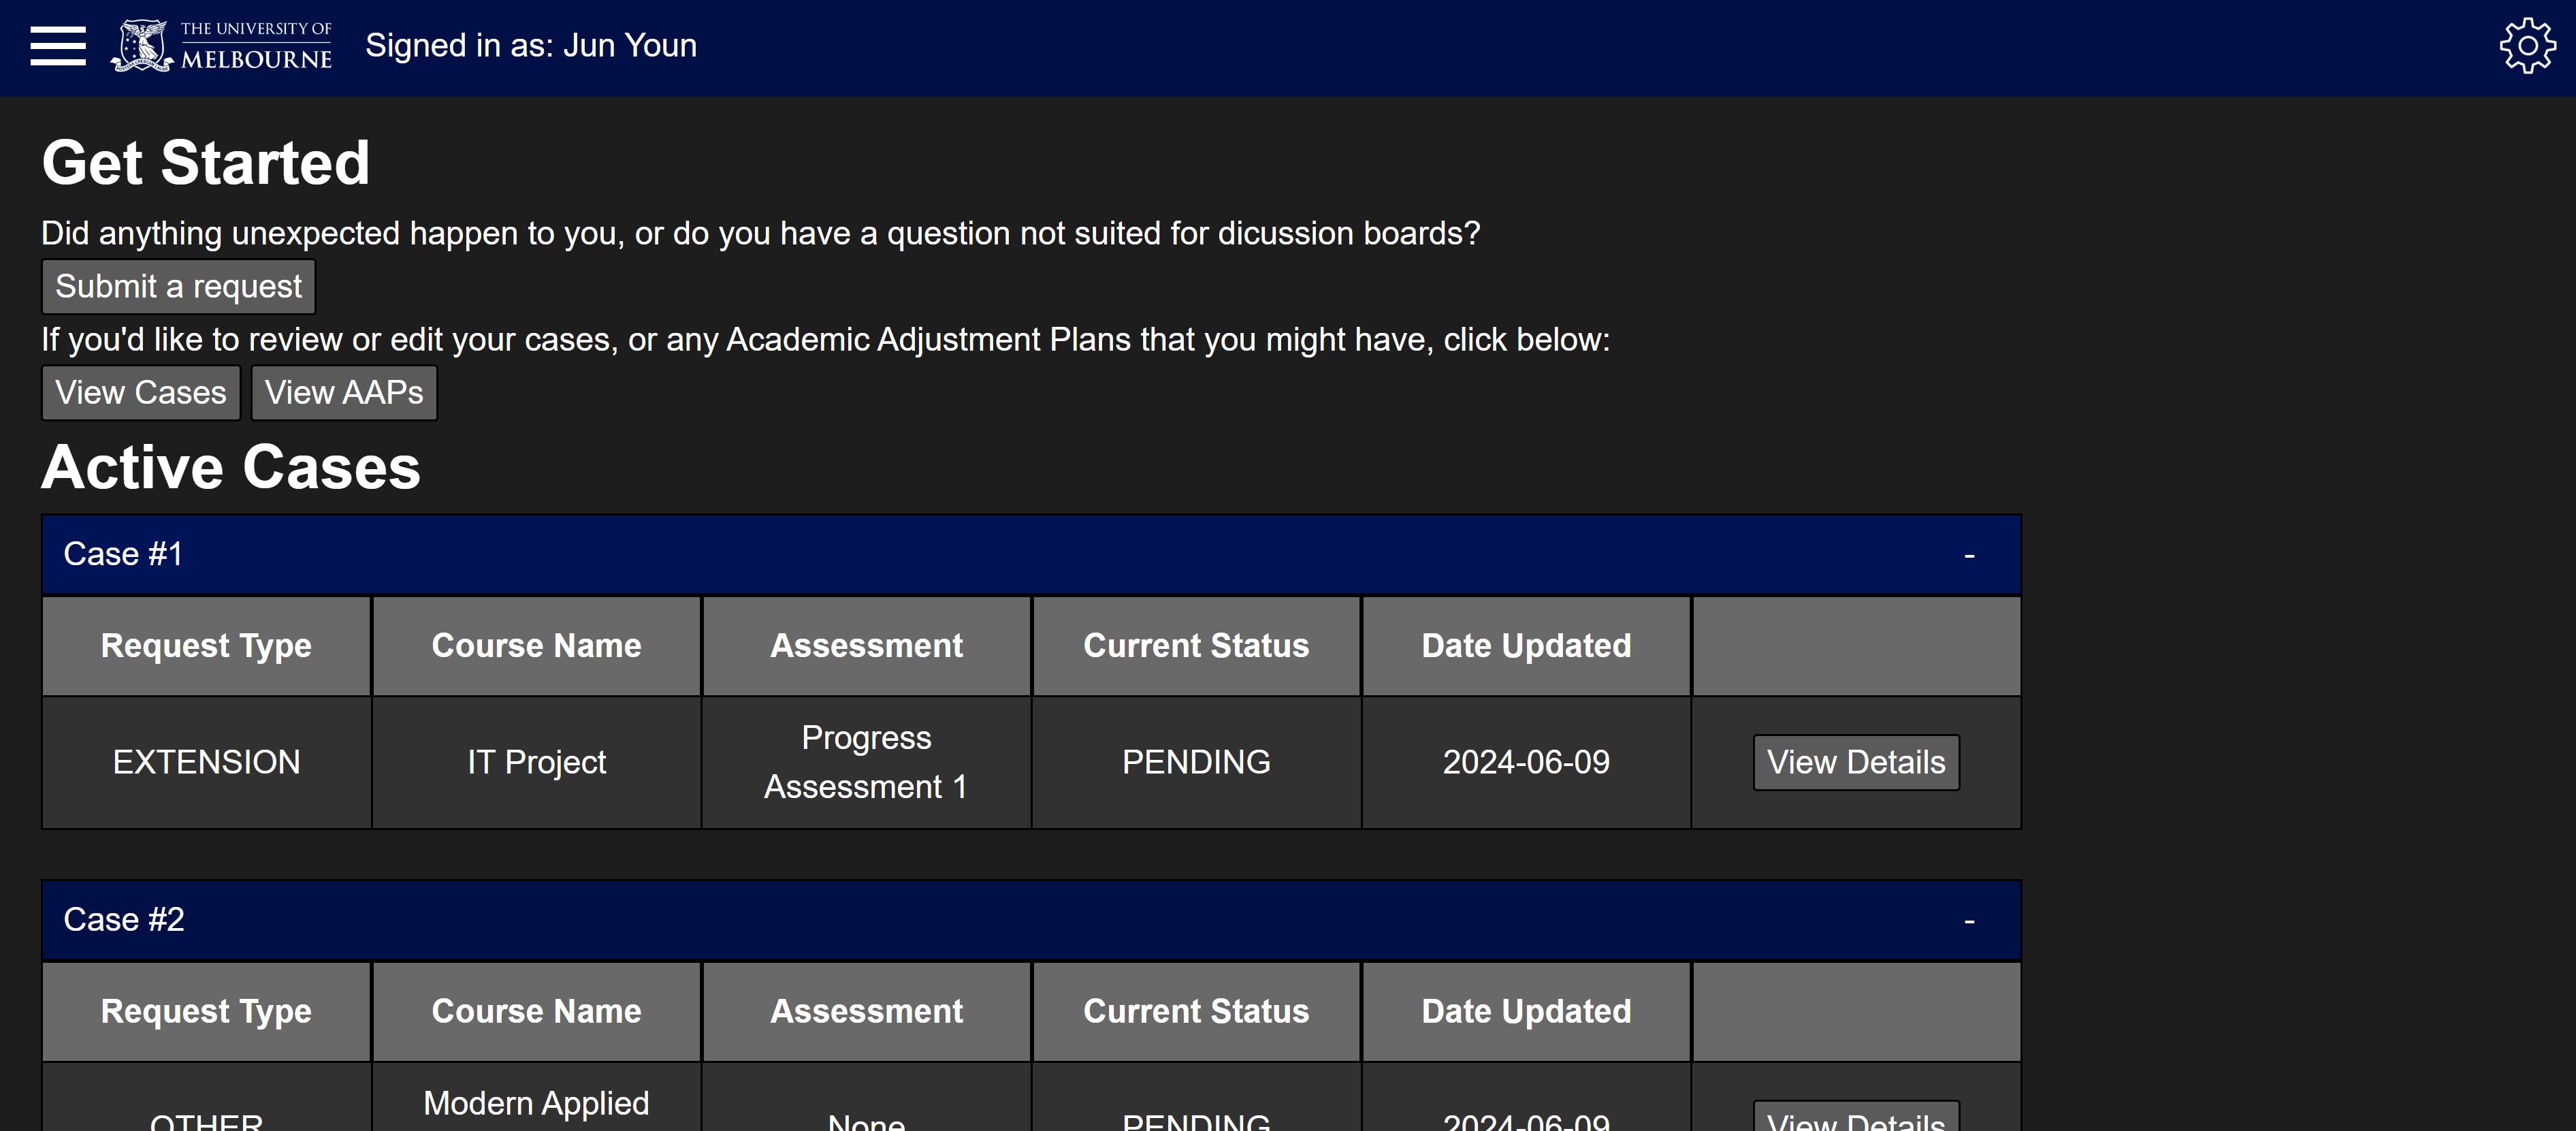 THE UNIVERSITY OF
MELBOURNE
Signed in as: Jun Youn
Get Started
Did anything unexpected happen to you, or do you have a question not suited for dicussion boards?
Submit a request
If you'd like to review or edit your cases, or any Academic Adjustment Plans that you might have, click below:
View Cases View AAPs
Active Cases
Case #1 -
Request Type Course Name Assessment Current Status Date Updated
EXTENSION IT Project Progress Assessment 1 PENDING 2024-06-09 View Details
Case #2 -
Request Type Course Name Assessment Current Status Date Updated
OTHER Modern Applied None PENDING 2024-06-09 View Details